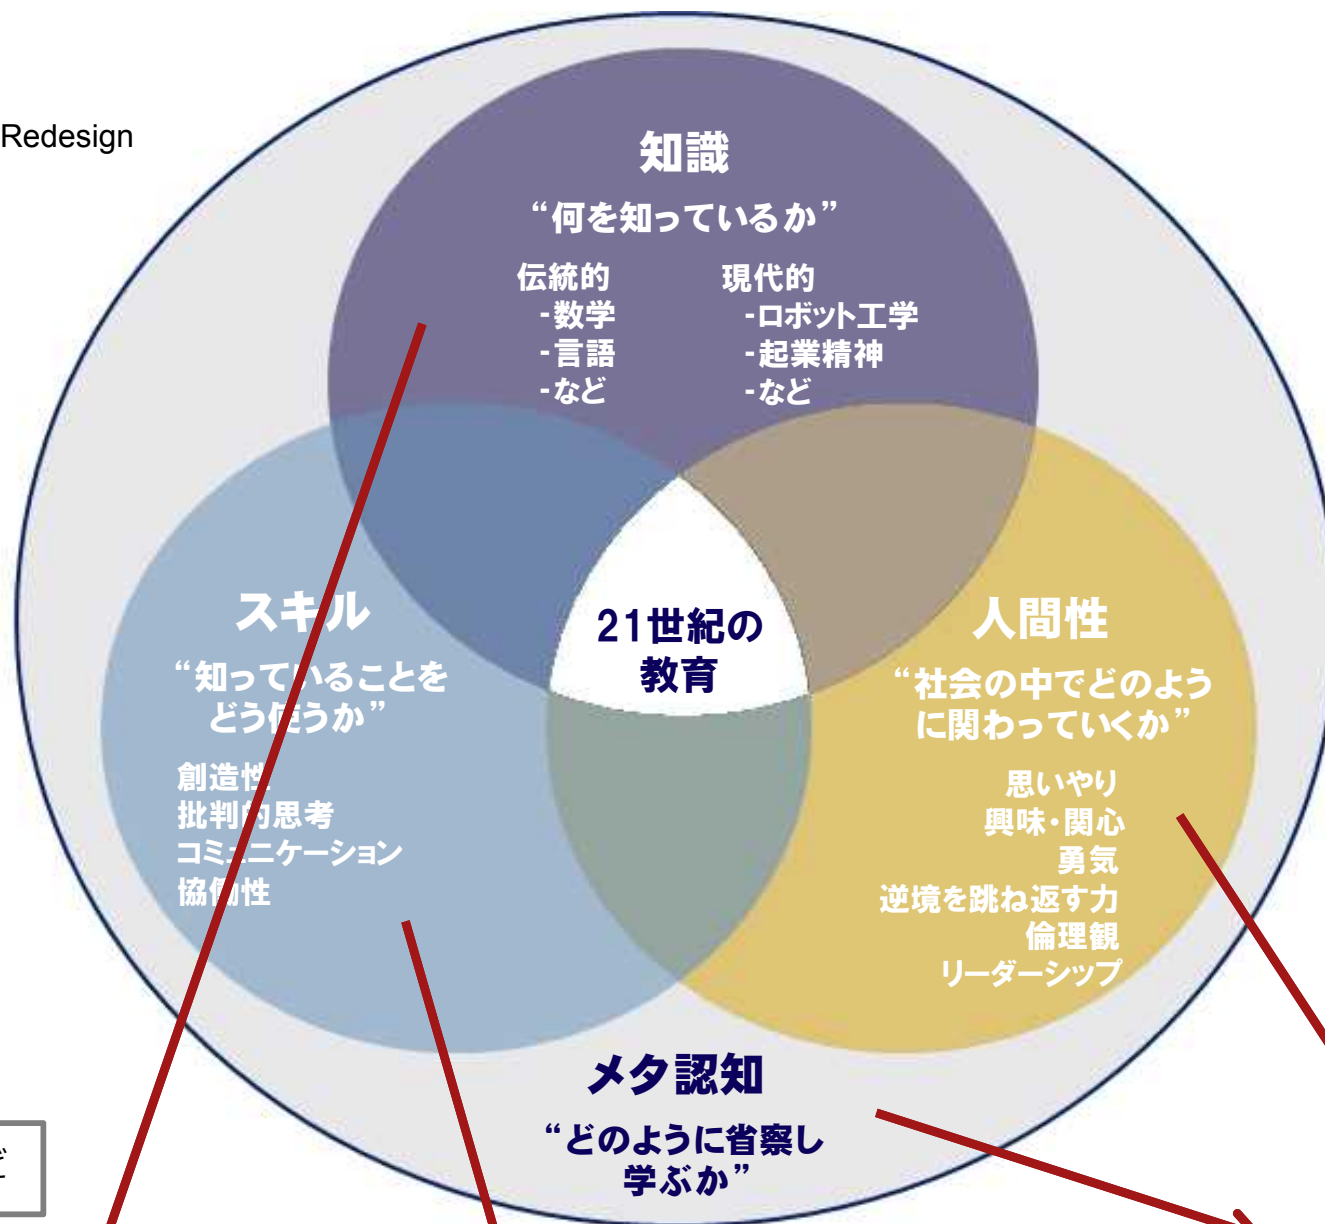 Redesign
知識
“何を知っているか”
伝統的
-数学
-言語
-など
現代的
-ロボット工学
-起業精神
-など
スキル
“知っていることを
どう使うか”
創造性
批判的思考
コミュニケーション
協働性
21世紀の
教育
人間性
“社会の中でどのよう
に関わっていくか”
思いやり
興味・関心
勇気
逆境を跳ね返す力
倫理観
リーダーシップ
メタ認知
“どのように省察し
学ぶか”